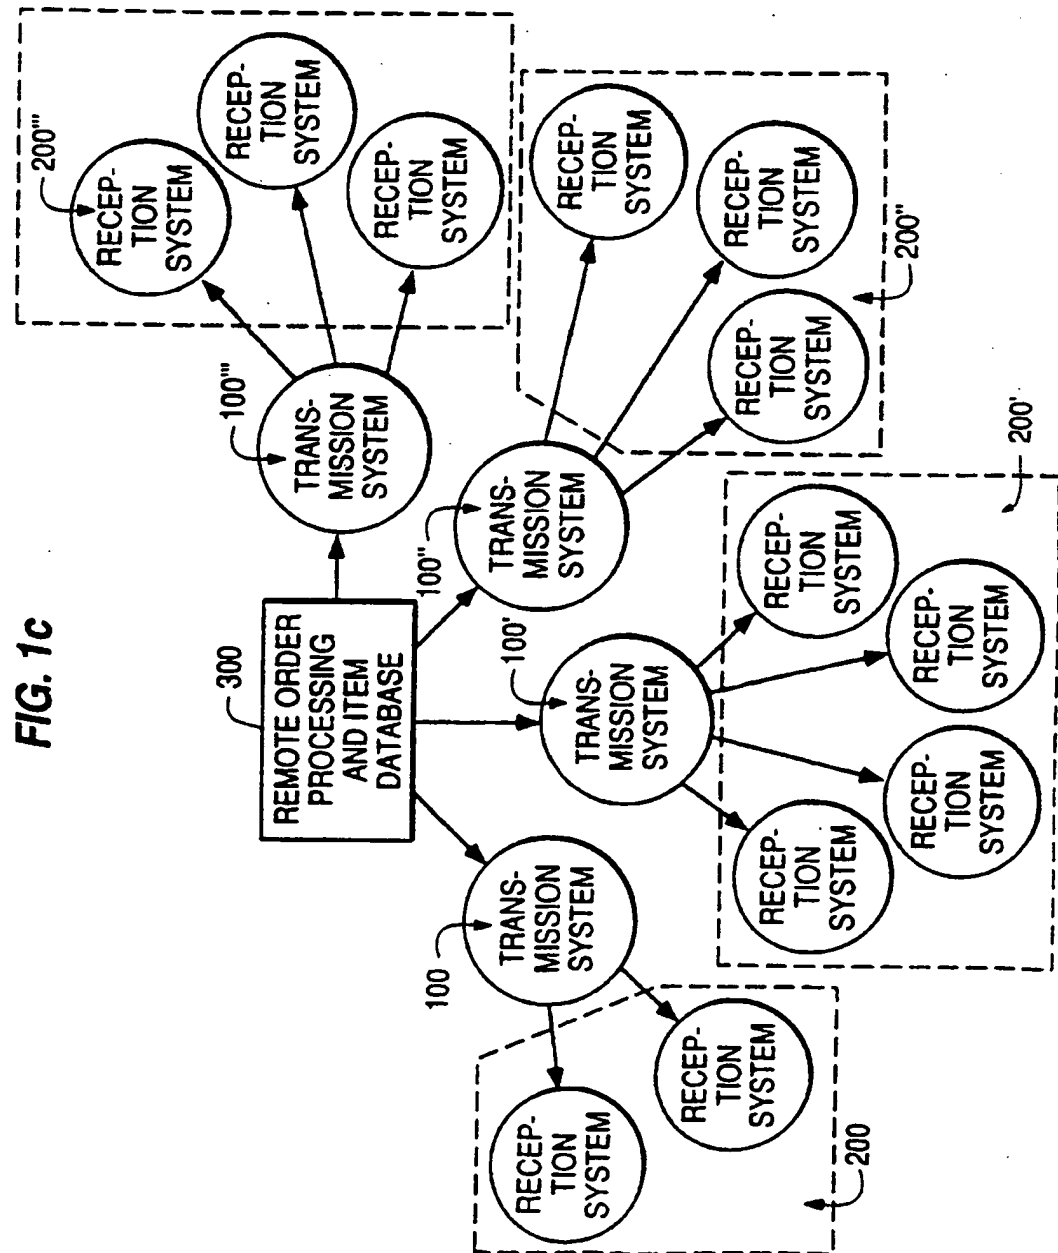 FIG. 1c
300
REMOTE ORDER
PROCESSING
AND ITEM
DATABASE
100
TRANS-
MISSION
SYSTEM
RECEP-
TION
SYSTEM
RECEP-
TION
SYSTEM
200
100'
TRANS-
MISSION
SYSTEM
RECEP-
TION
SYSTEM
RECEP-
TION
SYSTEM
RECEP-
TION
SYSTEM
RECEP-
TION
SYSTEM
200'
100"
TRANS-
MISSION
SYSTEM
RECEP-
TION
SYSTEM
RECEP-
TION
SYSTEM
RECEP-
TION
SYSTEM
200"
100'''
TRANS-
MISSION
SYSTEM
200'''
RECEP-
TION
SYSTEM
RECEP-
TION
SYSTEM
RECEP-
TION
SYSTEM